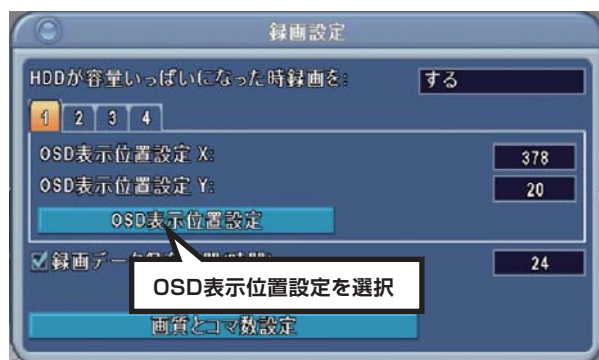 録画設定
HDDが容量いっぱいになった時録画を: する
1 2 3 4
OSD表示位置設定 X: 378
OSD表示位置設定 Y: 20
OSD表示位置設定
録画デー 24
OSD表示位置設定を選択
画質とコマ数設定